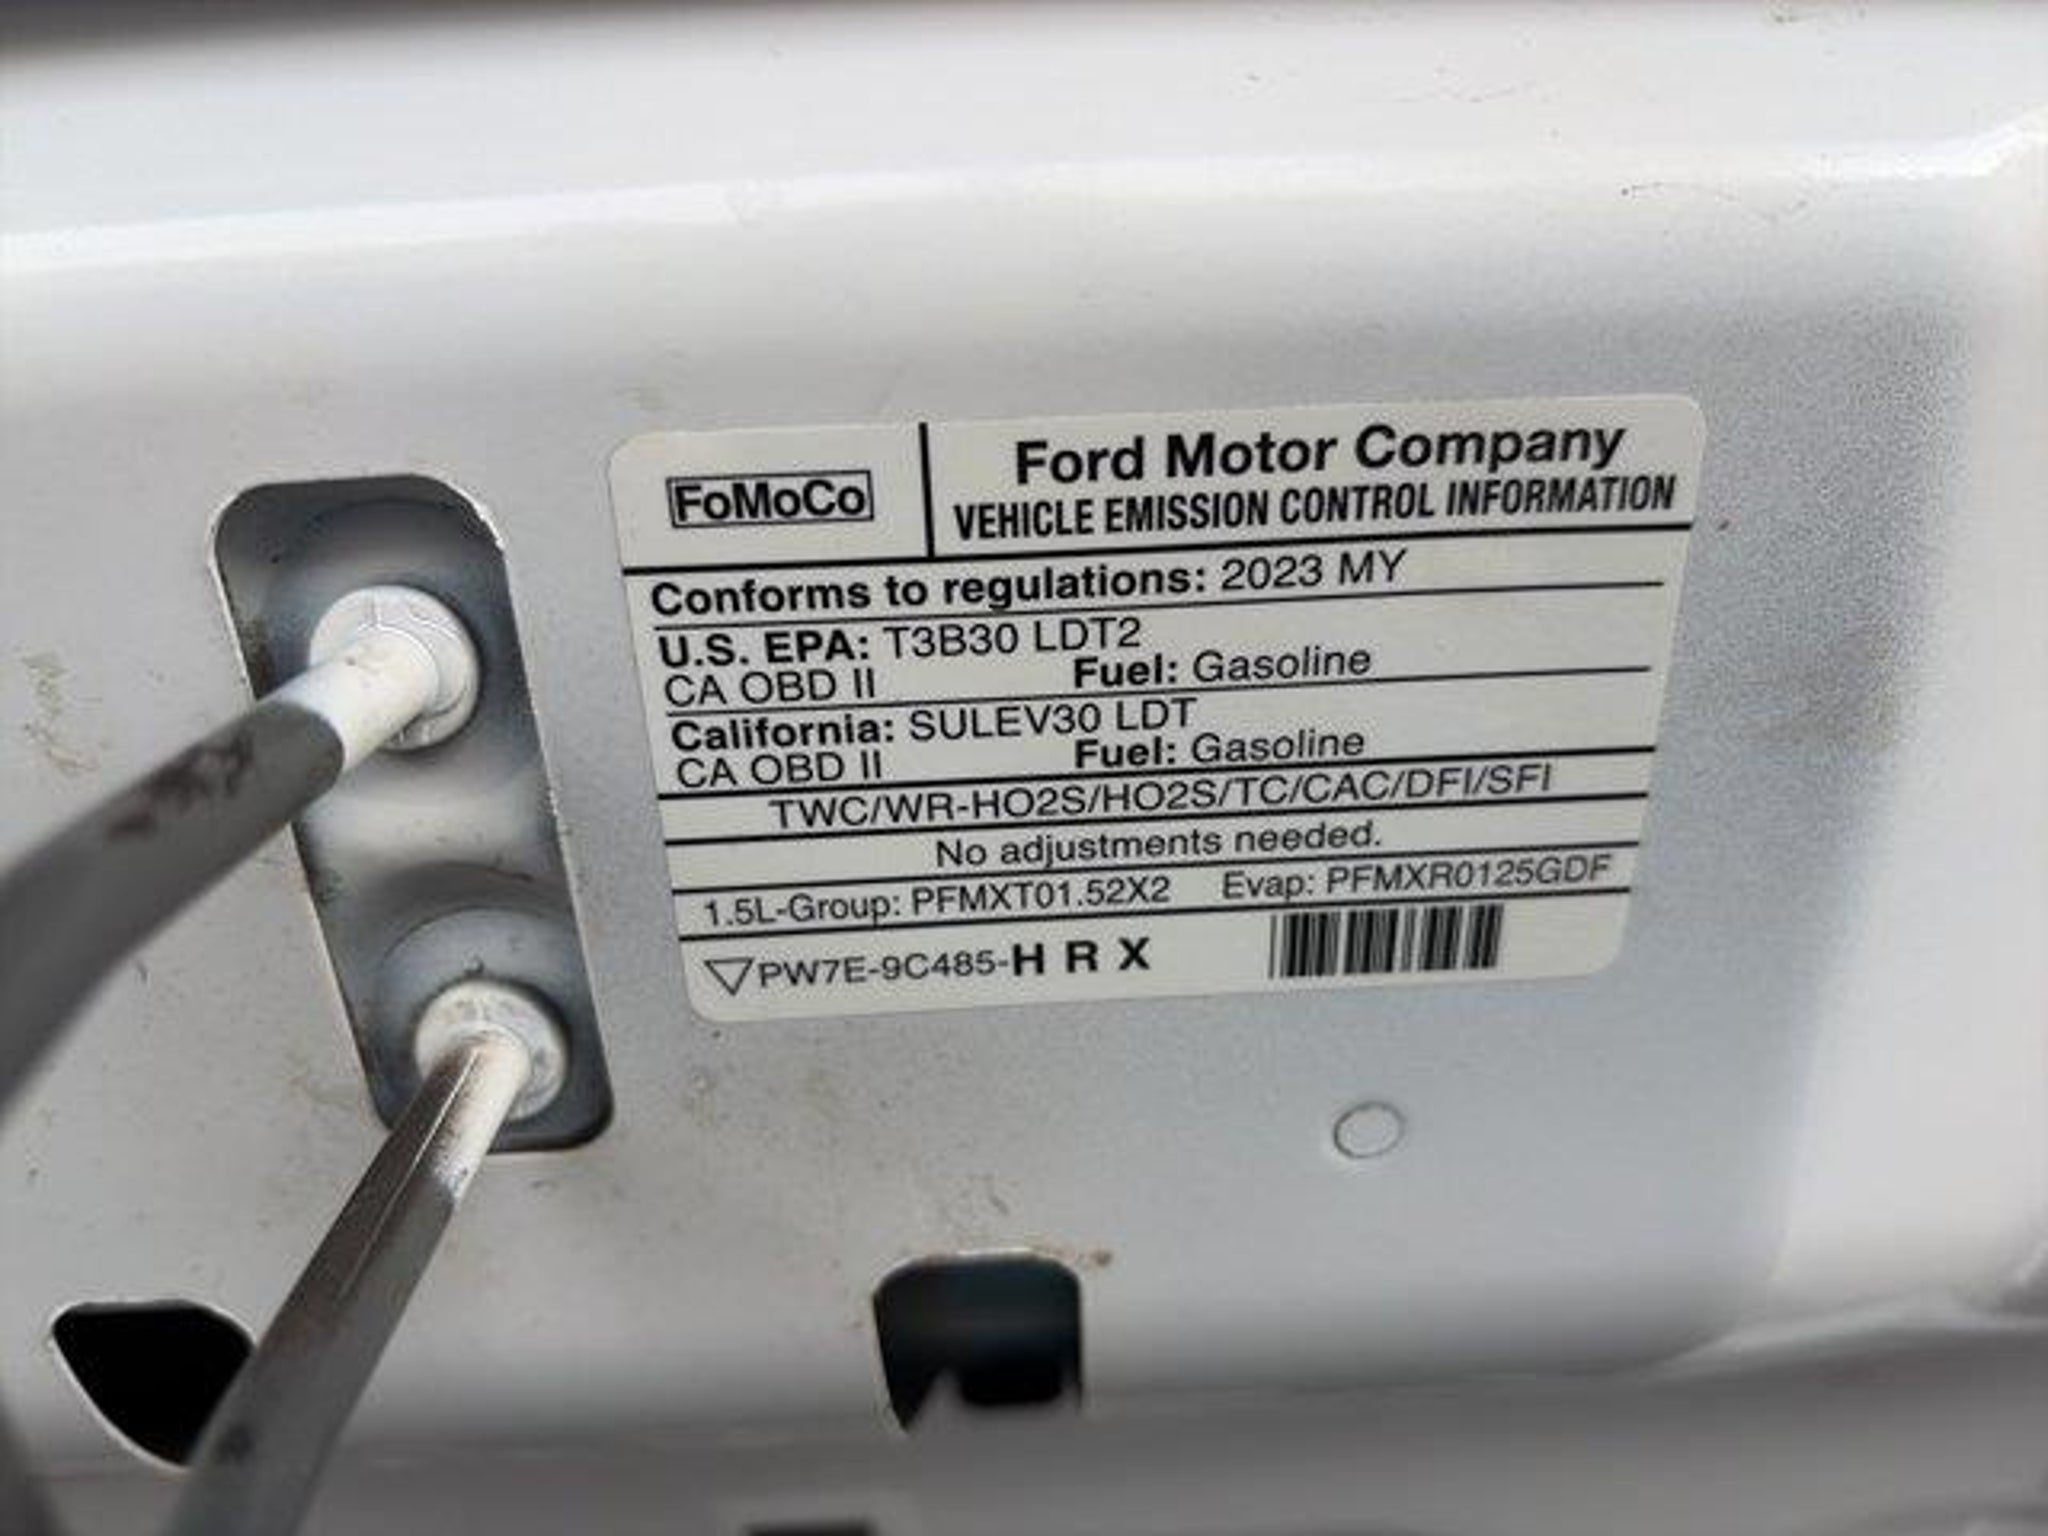 FoMoCo
Ford Motor Company
VEHICLE EMISSION CONTROL INFORMATION
Conforms to regulations: 2023 MY
U.S. EPA: T3B30 LDT2
CA OBD II Fuel: Gasoline
California: SULEV30 LDT
CA OBD II Fuel: Gasoline
TWC/WR-HO2S/HO2S/TC/CAC/DFI/SFI
No adjustments needed.
1.5L-Group: PFMXT01.52X2 Evap: PFMXR0125GDF
PW7E-9C485-H R X